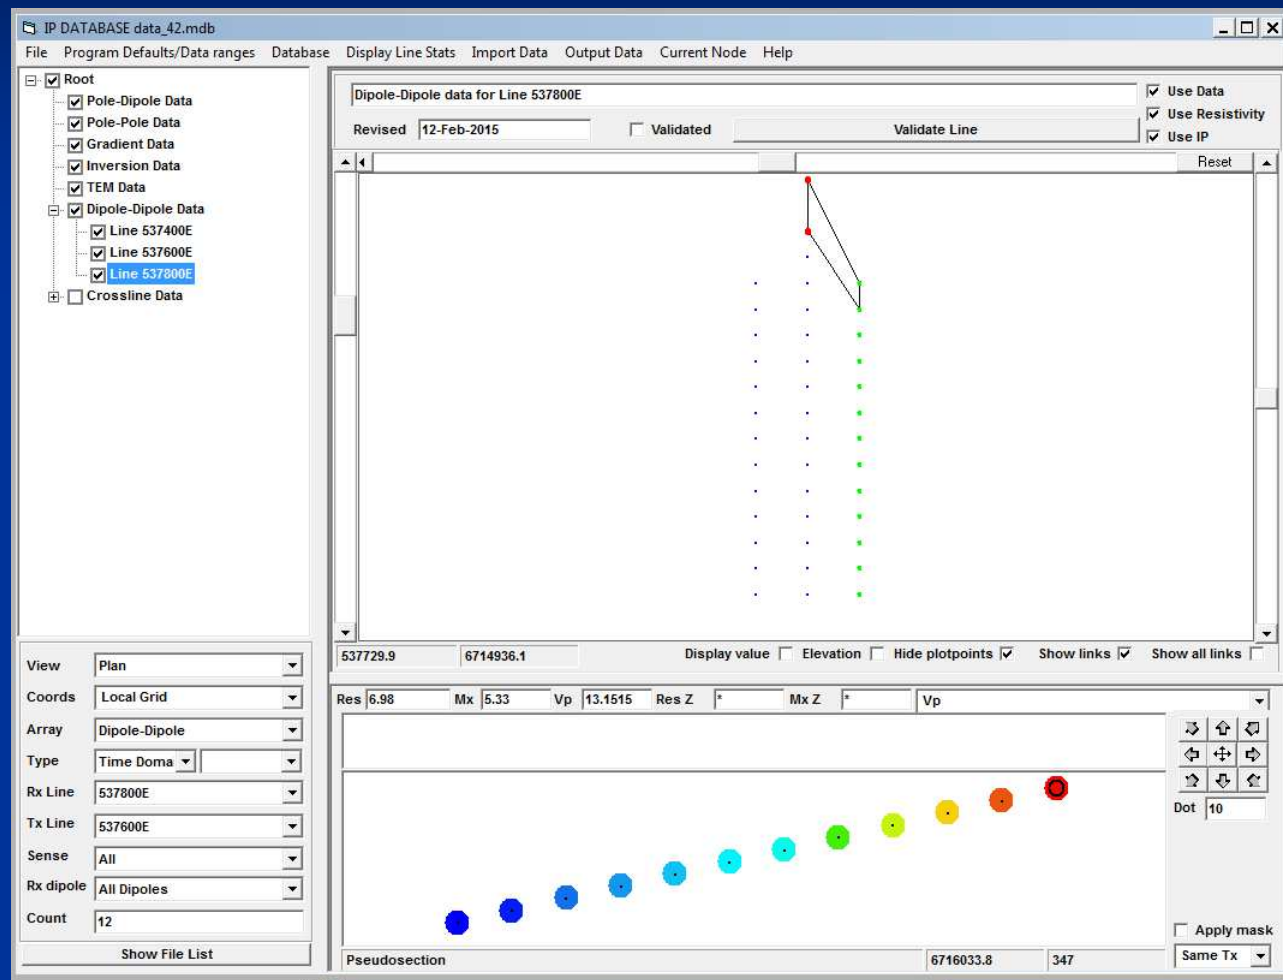 IP DATABASE data_42.mdb
File Program Defaults/Data ranges Database Display Line Stats Import Data Output Data Current Node Help
Root
Pole-Dipole Data
Pole-Pole Data
Gradient Data
Inversion Data
TEM Data
Dipole-Dipole Data
Line 537400E
Line 537600E
Line 537800E
Crossline Data
View Plan
Coords Local Grid
Array Dipole-Dipole
Type Time Doma
Rx Line 537800E
Tx Line 537600E
Sense All
Rx dipole All Dipoles
Count 12
Show File List
Dipole-Dipole data for Line 537800E
Revised 12-Feb-2015 Validated Validate Line
Use Data
Use Resistivity
Use IP
Reset
537729.9 6714936.1 Display value Elevation Hide plotpoints Show links Show all links
Res 6.98 Mx 5.33 Vp 13.1515 Res Z * Mx Z * Vp
Dot 10
Apply mask
Same Tx
Pseudosection 6716033.8 347